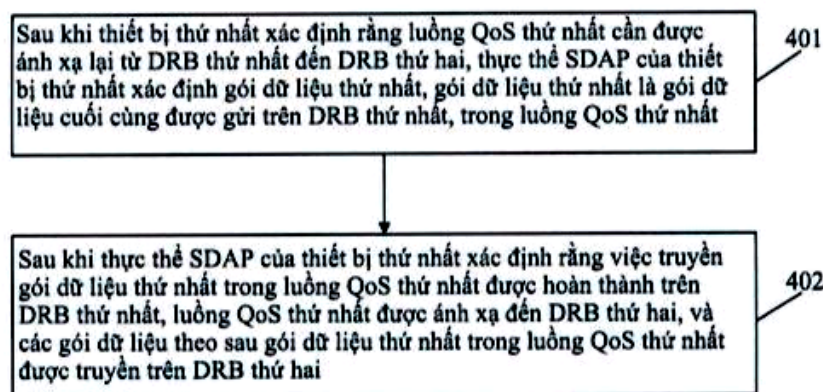 Sau khi thiết bị thứ nhất xác định rằng luồng QoS thứ nhất cần được
ánh xạ lại từ DRB thứ nhất đến DRB thứ hai, thực thể SDAP của thiết
bị thứ nhất xác định gói dữ liệu thứ nhất, gói dữ liệu thứ nhất là gói dữ
liệu cuối cùng được gửi trên DRB thứ nhất, trong luồng QoS thứ nhất
401
Sau khi thực thể SDAP của thiết bị thứ nhất xác định rằng việc truyền
gói dữ liệu thứ nhất trong luồng QoS thứ nhất được hoàn thành trên
DRB thứ nhất, luồng QoS thứ nhất được ánh xạ đến DRB thứ hai, và
các gói dữ liệu theo sau gói dữ liệu thứ nhất trong luồng QoS thứ nhất
được truyền trên DRB thứ hai
402